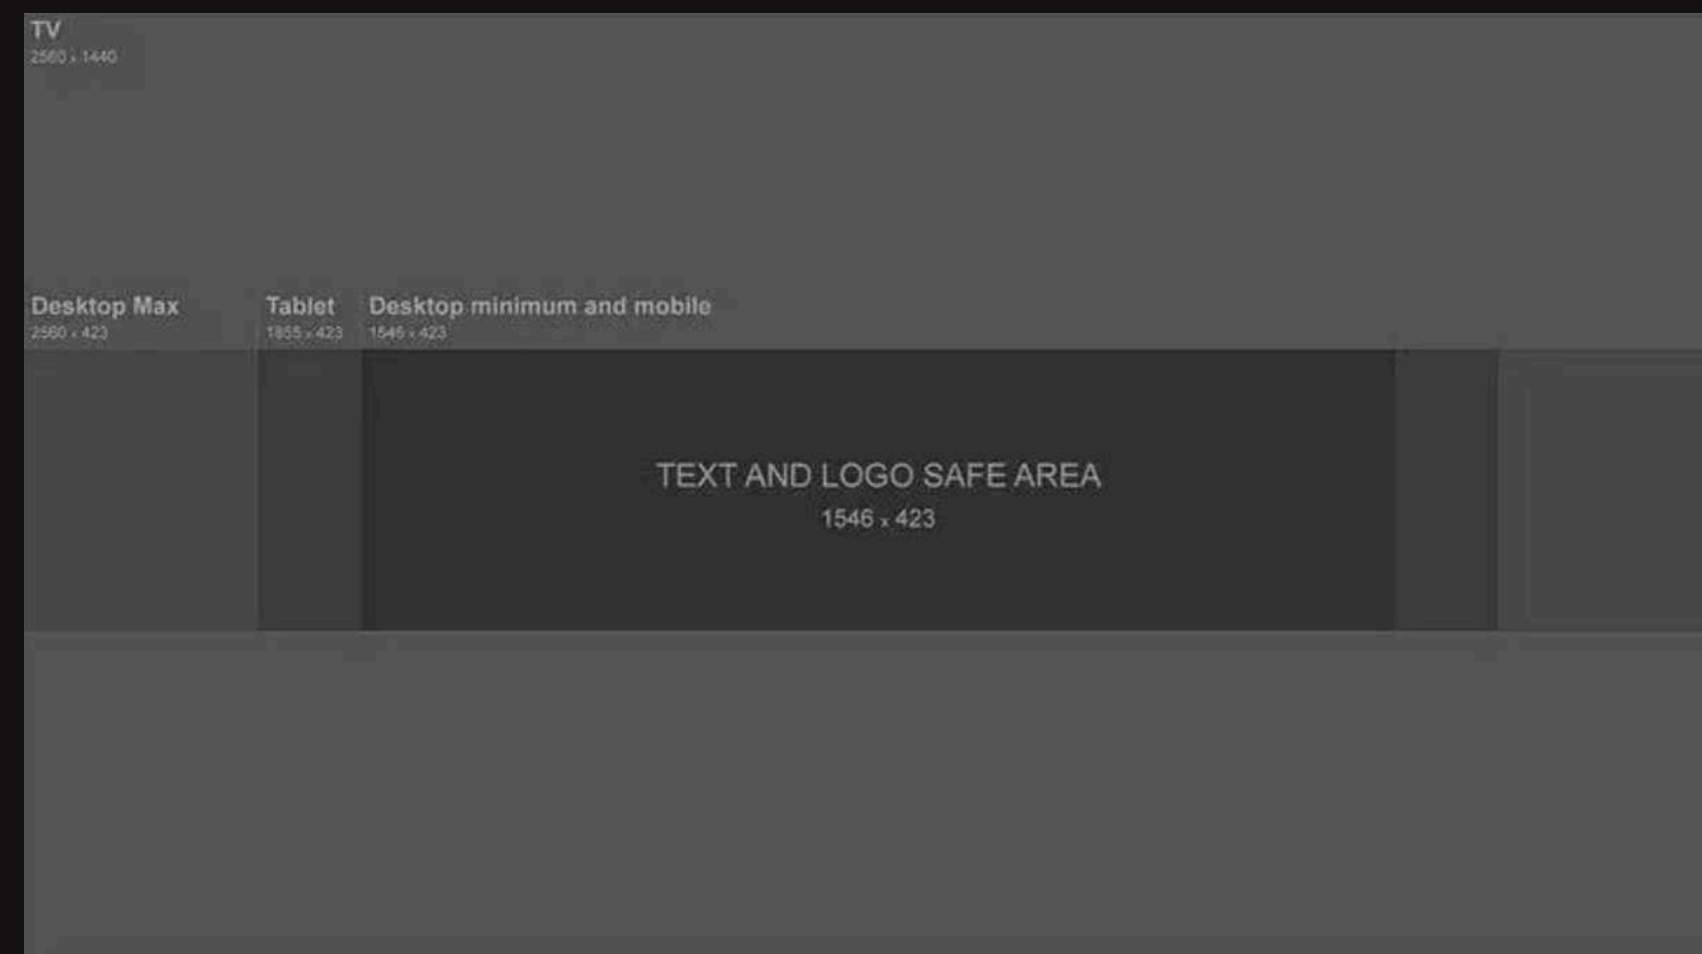 TV
2560 x 1440
Desktop Max
2560 x 423
Tablet
1855 x 423
Desktop minimum and mobile
1546 x 423
TEXT AND LOGO SAFE AREA
1546 x 423